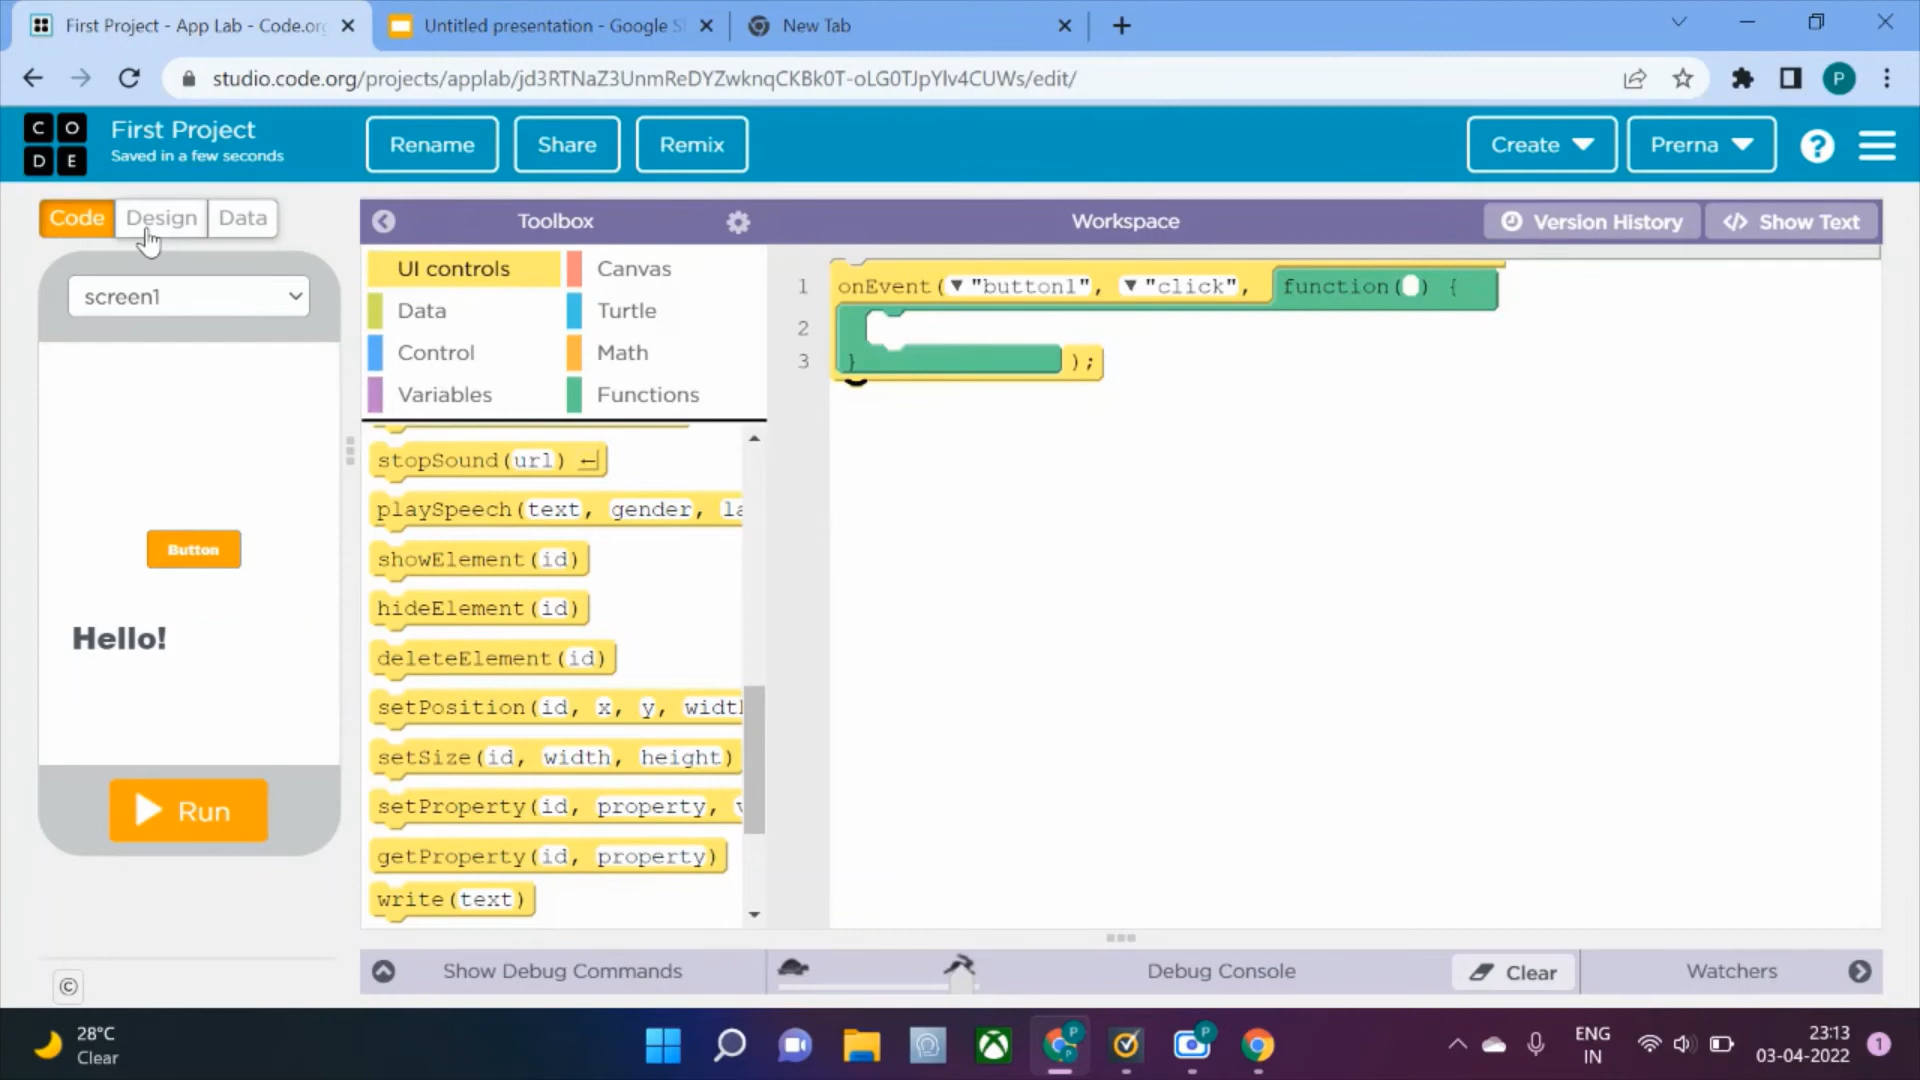 First Project - App Lab - Code.org
Untitled presentation - Google Sl
New Tab
studio.code.org/projects/applab/jd3RTNaZ3UnmReDYZwknqCKBk0T-oLG0TJpYlv4CUWs/edit/
P
CODE
First Project
Saved in a few seconds
Rename
Share
Remix
Create
Prerna
?
Code
Design
Data
Toolbox
Workspace
Version History
</> Show Text
screen1
UI controls
Canvas
Data
Turtle
Control
Math
Variables
Functions
1 onEvent(▼"button1", ▼"click", function( ) {
2
3 } );
stopSound(url)
playSpeech(text, gender, la
showElement(id)
hideElement(id)
deleteElement(id)
setPosition(id, x, y, width
setSize(id, width, height)
setProperty(id, property, v
getProperty(id, property)
write(text)
Button
Hello!
Run
©
Show Debug Commands
Debug Console
Clear
Watchers
28°C
Clear
P
P
P
ENG
IN
23:13
03-04-2022
1